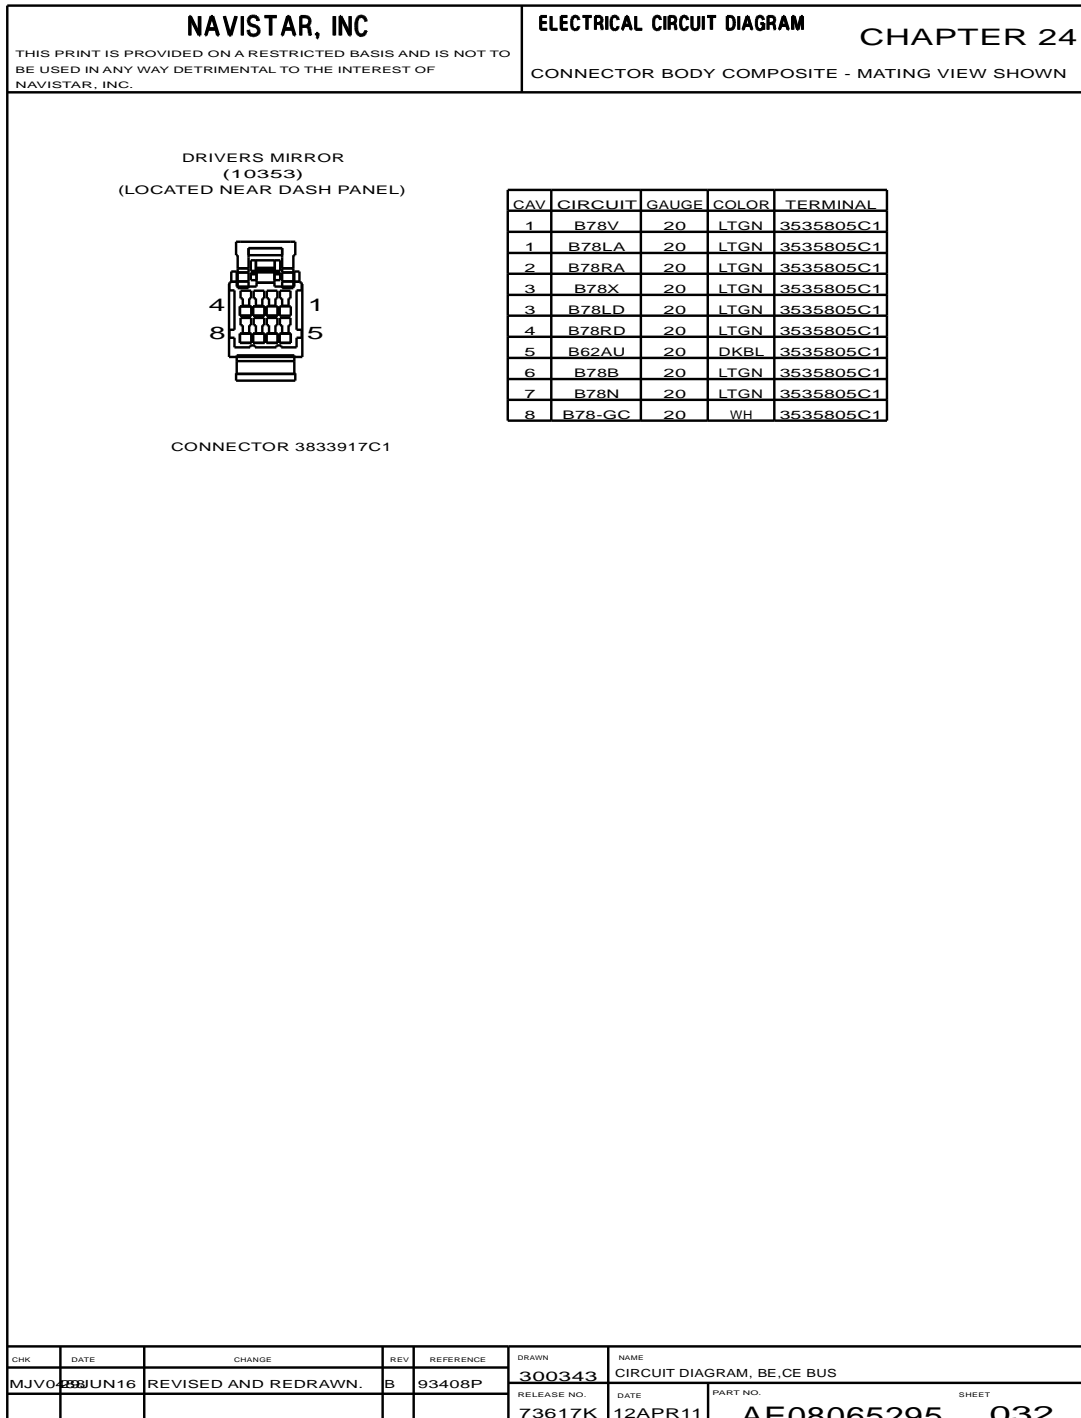 NAVISTAR, INC
THIS PRINT IS PROVIDED ON A RESTRICTED BASIS AND IS NOT TO
BE USED IN ANY WAY DETRIMENTAL TO THE INTEREST OF
NAVISTAR, INC.
ELECTRICAL CIRCUIT DIAGRAM
CHAPTER 24
CONNECTOR BODY COMPOSITE - MATING VIEW SHOWN
DRIVERS MIRROR
(10353)
(LOCATED NEAR DASH PANEL)
4 1
8 5
CONNECTOR 3833917C1
CAV CIRCUIT GAUGE COLOR TERMINAL
1 B78V 20 LTGN 3535805C1
1 B78LA 20 LTGN 3535805C1
2 B78RA 20 LTGN 3535805C1
3 B78X 20 LTGN 3535805C1
3 B78LD 20 LTGN 3535805C1
4 B78RD 20 LTGN 3535805C1
5 B62AU 20 DKBL 3535805C1
6 B78B 20 LTGN 3535805C1
7 B78N 20 LTGN 3535805C1
8 B78-GC 20 WH 3535805C1
CHK DATE CHANGE REV REFERENCE
REVISED AND REDRAWN. B 93408P
DRAWN
300343
NAME
CIRCUIT DIAGRAM, BE,CE BUS
RELEASE NO.
73617K
DATE
12APR11
PART NO.
AE08065295
SHEET
032